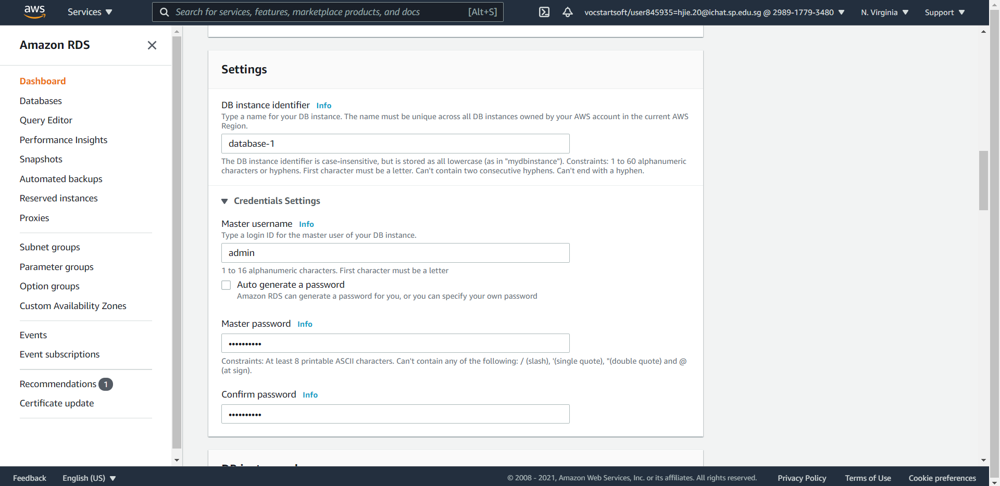 aws
Services
Search for services, features, marketplace products, and docs [Alt+S]
vocstartsoft/user845935=hjie.20@ichat.sp.edu.sg @ 2989-1779-3480
N. Virginia
Support
Amazon RDS
Dashboard
Databases
Query Editor
Performance Insights
Snapshots
Automated backups
Reserved instances
Proxies
Subnet groups
Parameter groups
Option groups
Custom Availability Zones
Events
Event subscriptions
Recommendations 1
Certificate update
Settings
DB instance identifier Info
Type a name for your DB instance. The name must be unique across all DB instances owned by your AWS account in the current AWS
Region.
database-1
The DB instance identifier is case-insensitive, but is stored as all lowercase (as in "mydbinstance"). Constraints: 1 to 60 alphanumeric
characters or hyphens. First character must be a letter. Can't contain two consecutive hyphens. Can't end with a hyphen.
Credentials Settings
Master username Info
Type a login ID for the master user of your DB instance.
admin
1 to 16 alphanumeric characters. First character must be a letter
Auto generate a password
Amazon RDS can generate a password for you, or you can specify your own password
Master password Info
••••••••••
Constraints: At least 8 printable ASCII characters. Can't contain any of the following: / (slash), '(single quote), "(double quote) and @
(at sign).
Confirm password Info
••••••••••
Feedback
English (US)
© 2008 - 2021, Amazon Web Services, Inc. or its affiliates. All rights reserved.
Privacy Policy
Terms of Use
Cookie preferences